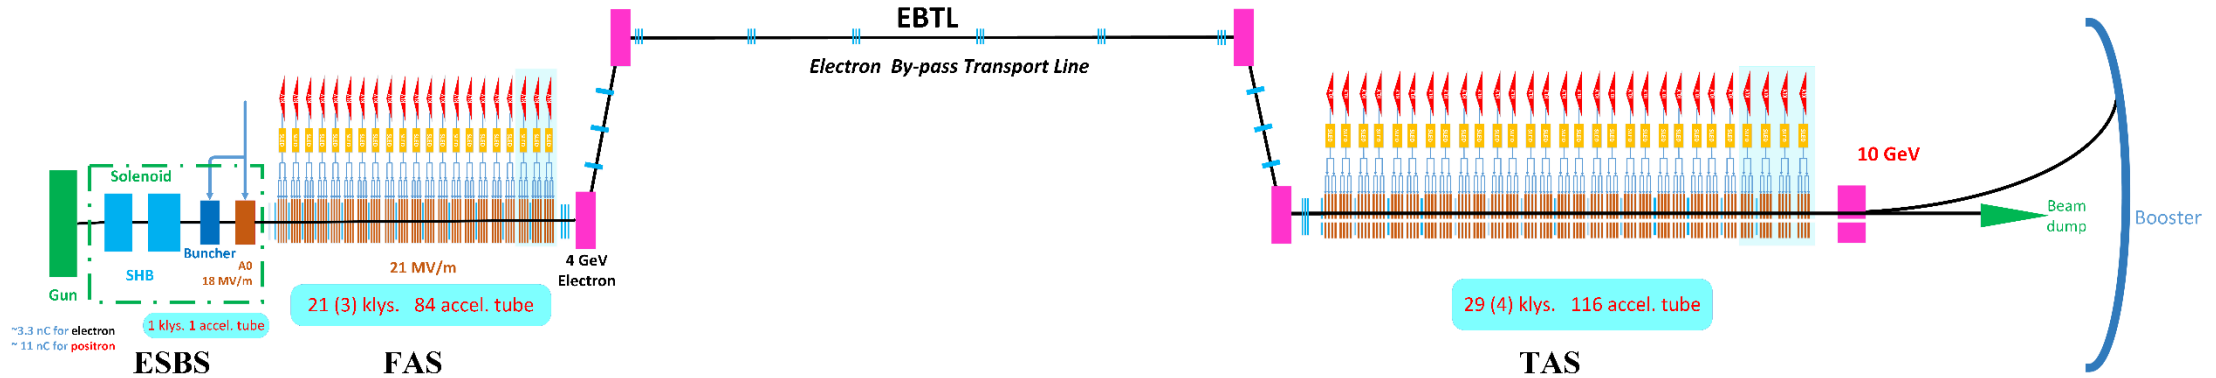 EBTL
Electron By-pass Transport Line
Solenoid
SHB
Buncher
A0
18 MV/m
Gun
~3.3 nC for electron
~ 11 nC for positron
1 klys. 1 accel. tube
ESBS
21 MV/m
21 (3) klys. 84 accel. tube
FAS
4 GeV
Electron
29 (4) klys. 116 accel. tube
TAS
10 GeV
Beam
dump
Booster